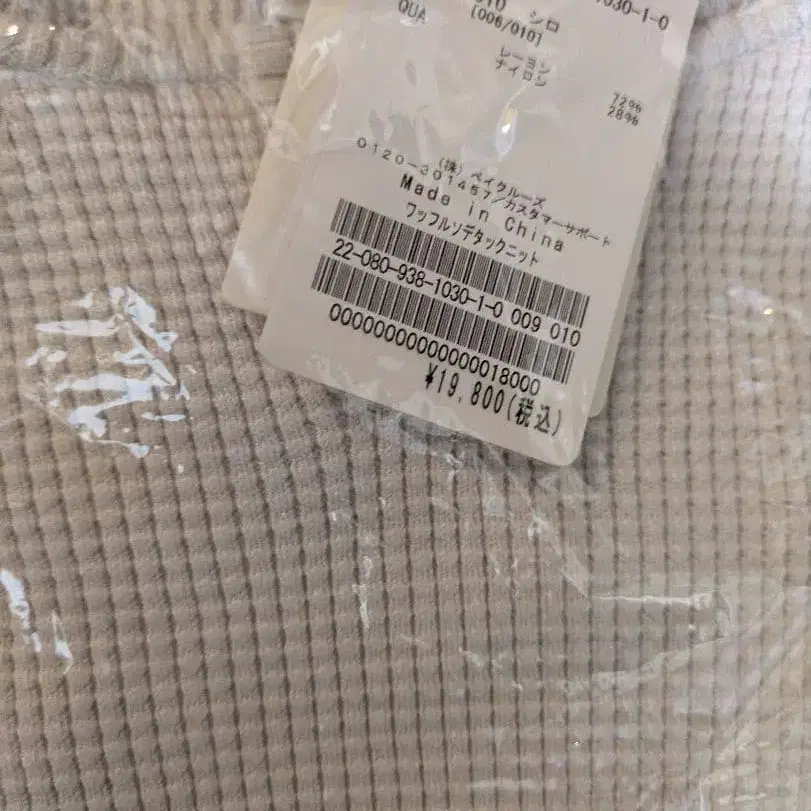 030-1-0
010 シロ
QUA [006/010]
レーヨン 72%
ナイロン 28%
(株)ベイクルーズ
0120-301457/カスタマーサポート
Made in China
ワッフルソデタックニット
22-080-938-1030-1-0 009 010
00000000000000018000
¥19,800(税込)